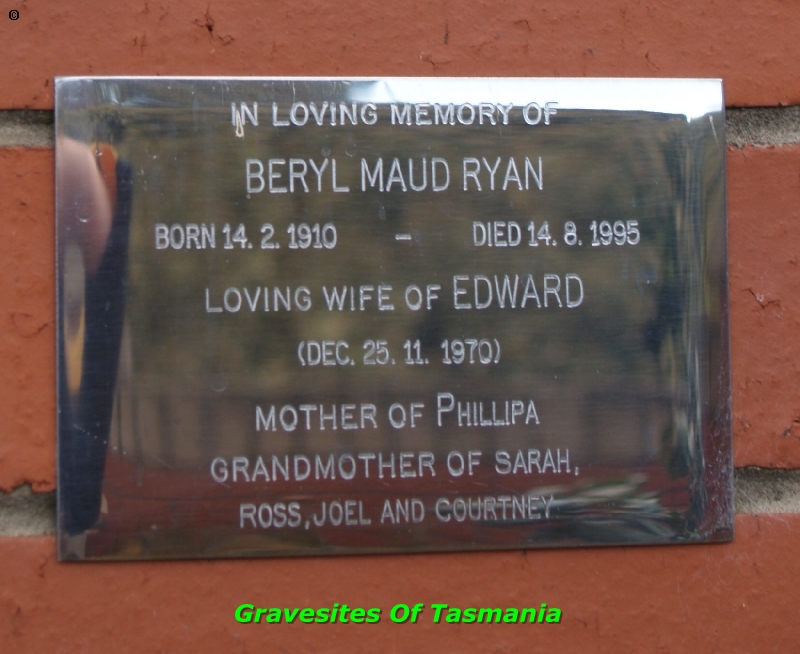 ©
IN LOVING MEMORY OF
BERYL MAUD RYAN
BORN 14. 2. 1910 – DIED 14. 8. 1995
LOVING WIFE OF EDWARD
(DEC. 25. 11. 1970)
MOTHER OF PHILLIPA
GRANDMOTHER OF SARAH,
ROSS, JOEL AND COURTNEY.
Gravesites Of Tasmania